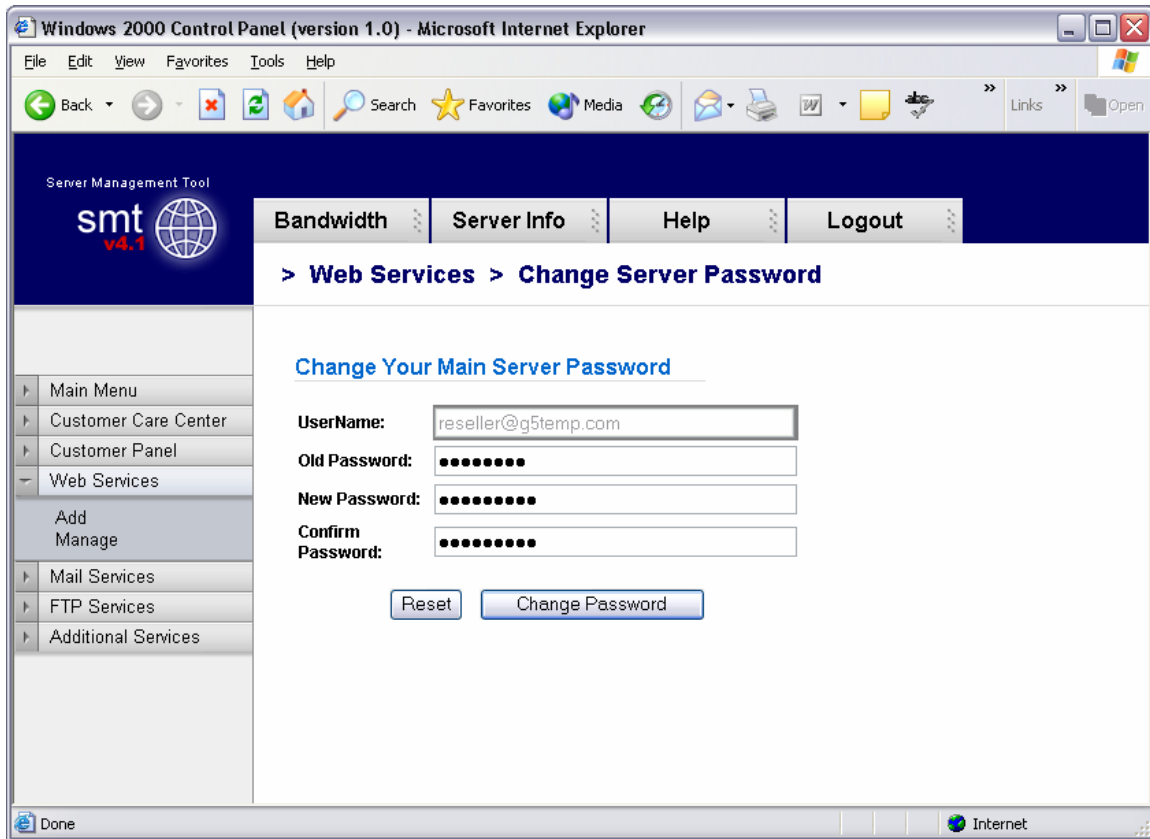 Windows 2000 Control Panel (version 1.0) - Microsoft Internet Explorer
File Edit View Favorites Tools Help
Back Search Favorites Media Links Open
Server Management Tool
smt
v4.1
Bandwidth Server Info Help Logout
> Web Services > Change Server Password
Change Your Main Server Password
Main Menu
Customer Care Center
Customer Panel
Web Services
Add
Manage
Mail Services
FTP Services
Additional Services
UserName: reseller@g5temp.com
Old Password: ●●●●●●●●
New Password: ●●●●●●●●●
Confirm
Password: ●●●●●●●●●
Reset Change Password
Done Internet